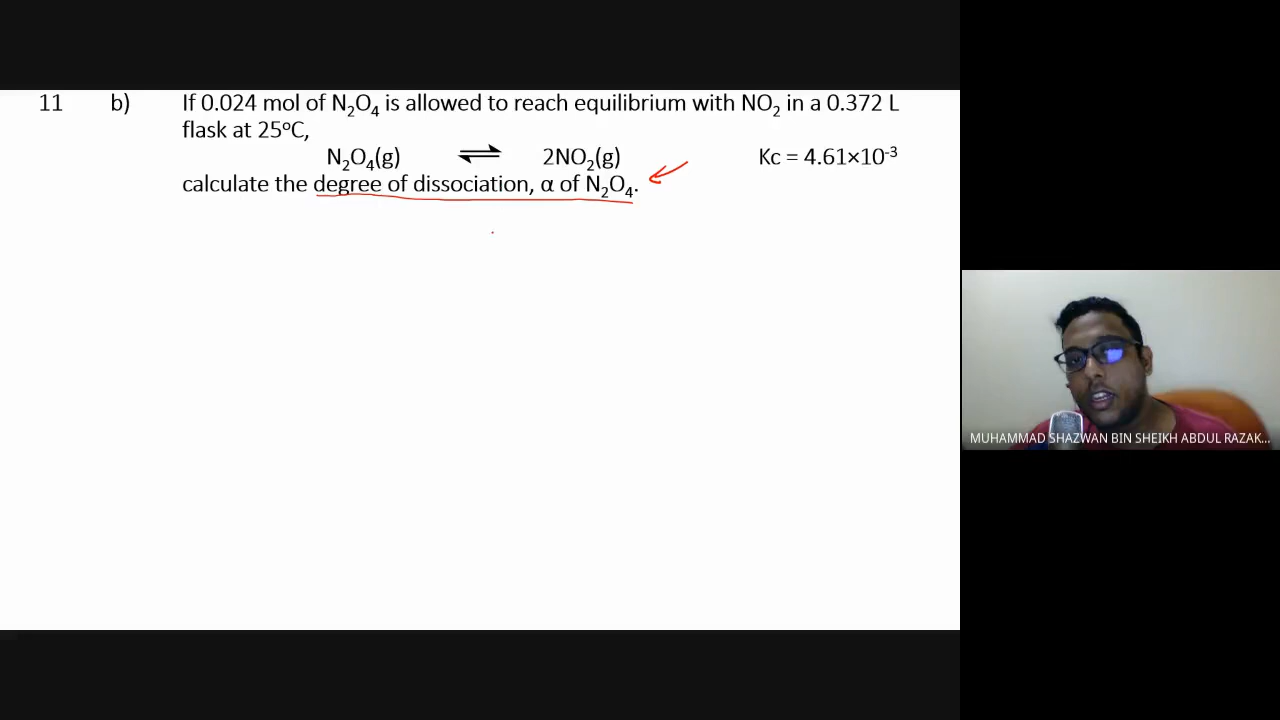 11 b) If 0.024 mol of N₂O₄ is allowed to reach equilibrium with NO₂ in a 0.372 L
flask at 25⁰C,
N₂O₄(g) ⇌ 2NO₂(g) Kc = 4.61×10⁻³
calculate the degree of dissociation, α of N₂O₄.
MUHAMMAD SHAZWAN BIN SHEIKH ABDUL RAZAK...